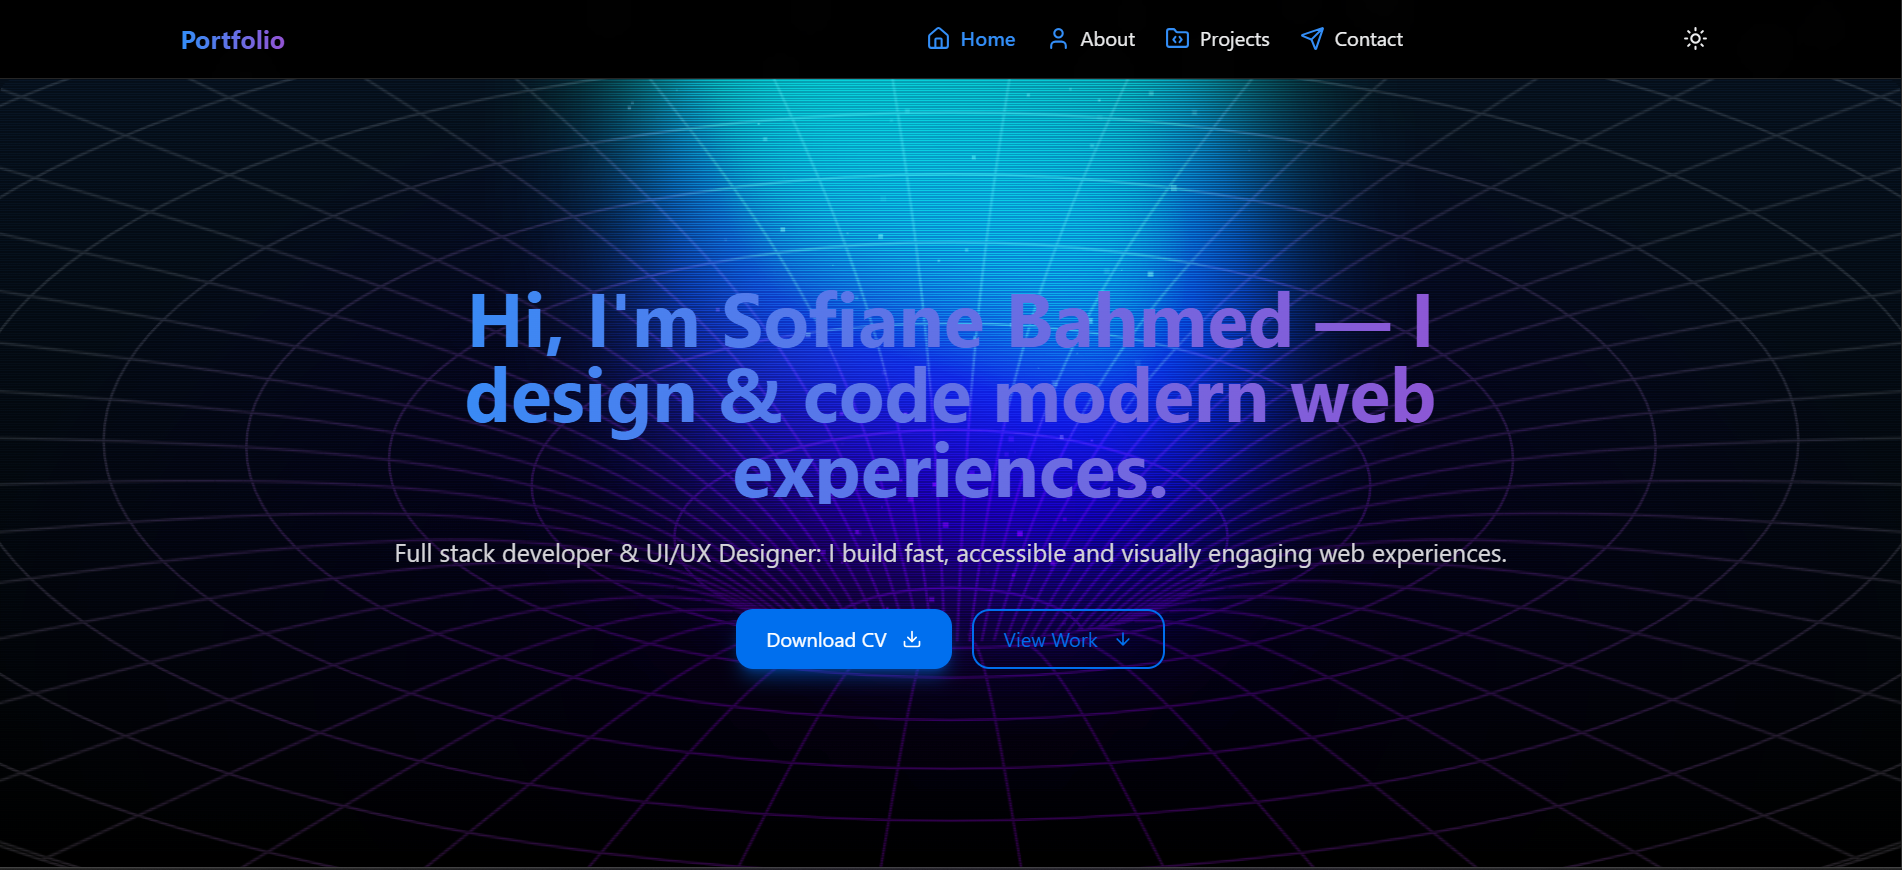 Portfolio
Home
About
Projects
Contact
Hi, I'm Sofiane Bahmed — I
design & code modern web
experiences.
Full stack developer & UI/UX Designer: I build fast, accessible and visually engaging web experiences.
Download CV
View Work